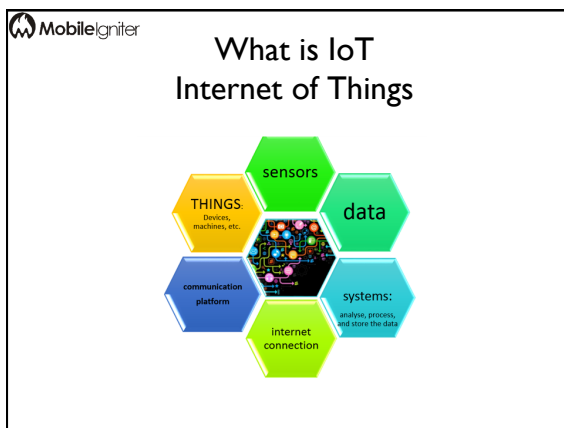 MobileIgniter
What is IoT
Internet of Things
sensors
THINGS:
Devices,
machines, etc.
data
communication
platform
systems:
analyse, process,
and store the data
internet
connection